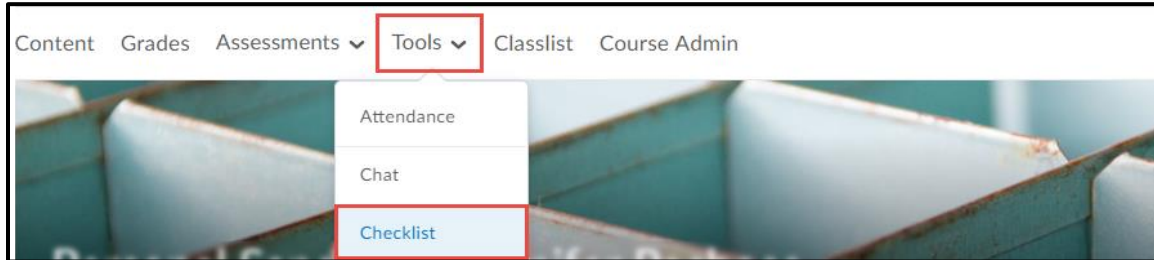 Content Grades Assessments Tools Classlist Course Admin
Attendance
Chat
Checklist